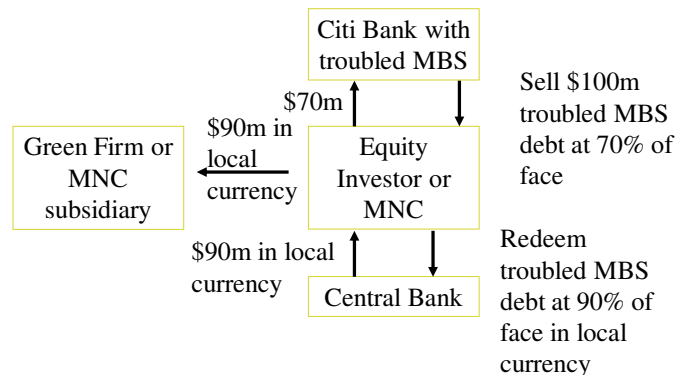 Citi Bank with
troubled MBS
Sell $100m
troubled MBS
debt at 70% of
face
$70m
$90m in
local
currency
Green Firm or
MNC
subsidiary
Equity
Investor or
MNC
$90m in local
currency
Central Bank
Redeem
troubled MBS
debt at 90% of
face in local
currency